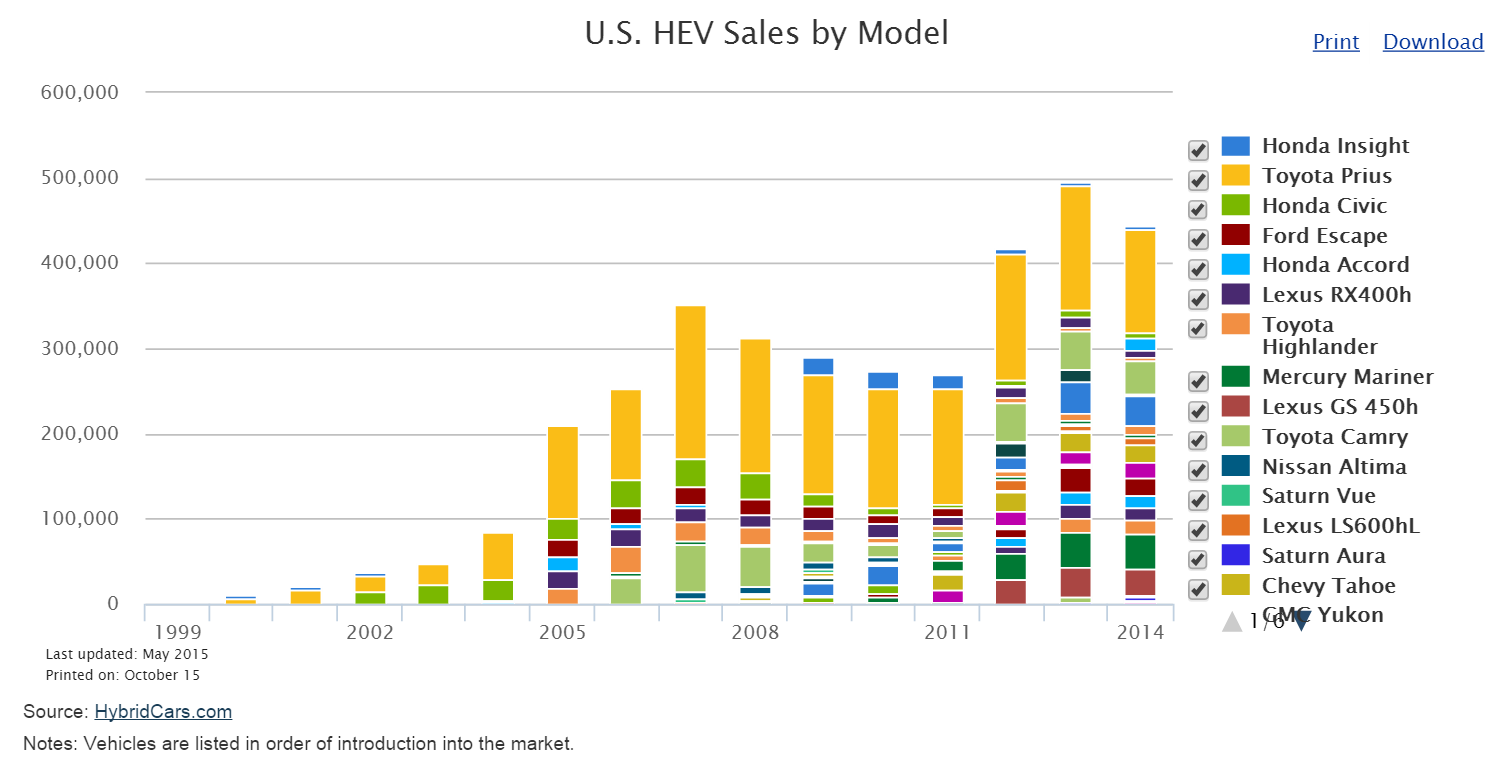 U.S. HEV Sales by Model
Print Download
600,000
500,000
400,000
300,000
200,000
100,000
0
1999 2002 2005 2008 2011 2014
Honda Insight
Toyota Prius
Honda Civic
Ford Escape
Honda Accord
Lexus RX400h
Toyota
Highlander
Mercury Mariner
Lexus GS 450h
Toyota Camry
Nissan Altima
Saturn Vue
Lexus LS600hL
Saturn Aura
Chevy Tahoe
GMC Yukon
1/6
Last updated: May 2015
Printed on: October 15
Source: HybridCars.com
Notes: Vehicles are listed in order of introduction into the market.